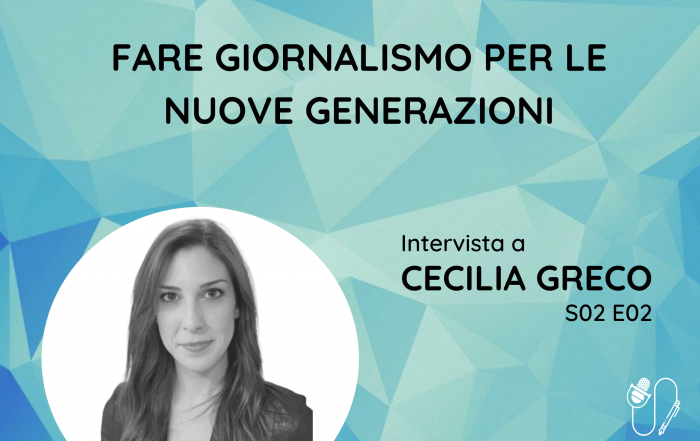 FARE GIORNALISMO PER LE
NUOVE GENERAZIONI
Intervista a
CECILIA GRECO
S02 E02